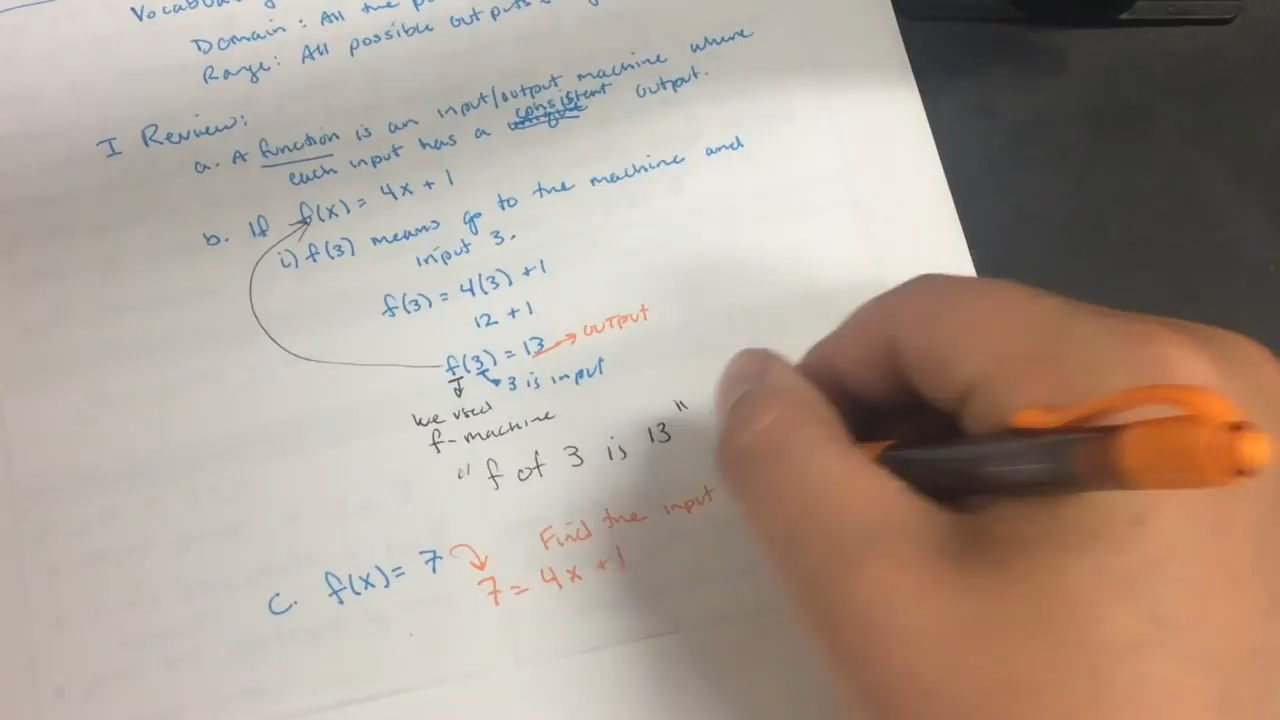 Domain: All the
Range: All possible outputs
I Review:
a. A function is an input/output machine where
each input has a consistent output.
b. If f(x) = 4x + 1
i) f(3) means go to the machine and
input 3.
f(3) = 4(3) + 1
12 + 1
f(3) = 13 → OUTPUT
3 is input
we used
f-machine
"f of 3 is 13"
Find the input
c. f(x) = 7
7 = 4x + 1